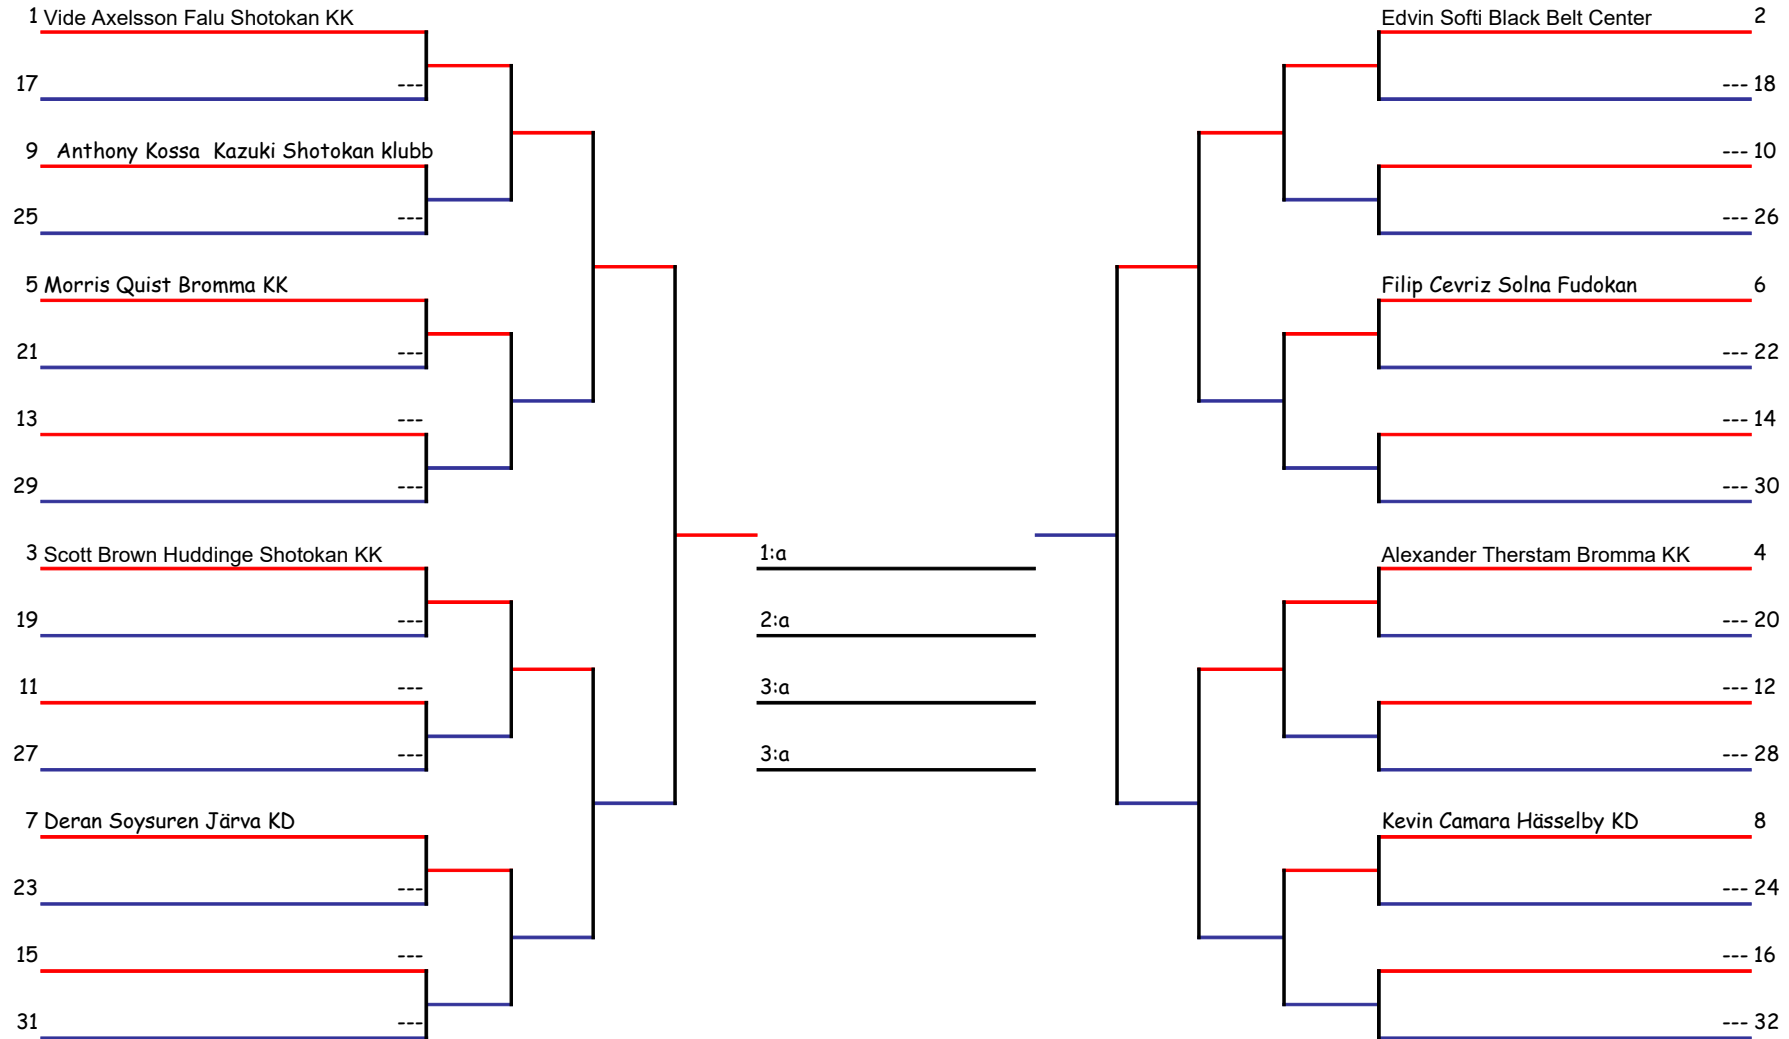 1 Vide Axelsson Falu Shotokan KK
17 ---
9 Anthony Kossa Kazuki Shotokan klubb
25 ---
5 Morris Quist Bromma KK
21 ---
13 ---
29 ---
3 Scott Brown Huddinge Shotokan KK
19 ---
11 ---
27 ---
7 Deran Soysuren Järva KD
23 ---
15 ---
31 ---
1:a
2:a
3:a
3:a
Edvin Softi Black Belt Center 2
--- 18
--- 10
--- 26
Filip Cevriz Solna Fudokan 6
--- 22
--- 14
--- 30
Alexander Therstam Bromma KK 4
--- 20
--- 12
--- 28
Kevin Camara Hässelby KD 8
--- 24
--- 16
--- 32